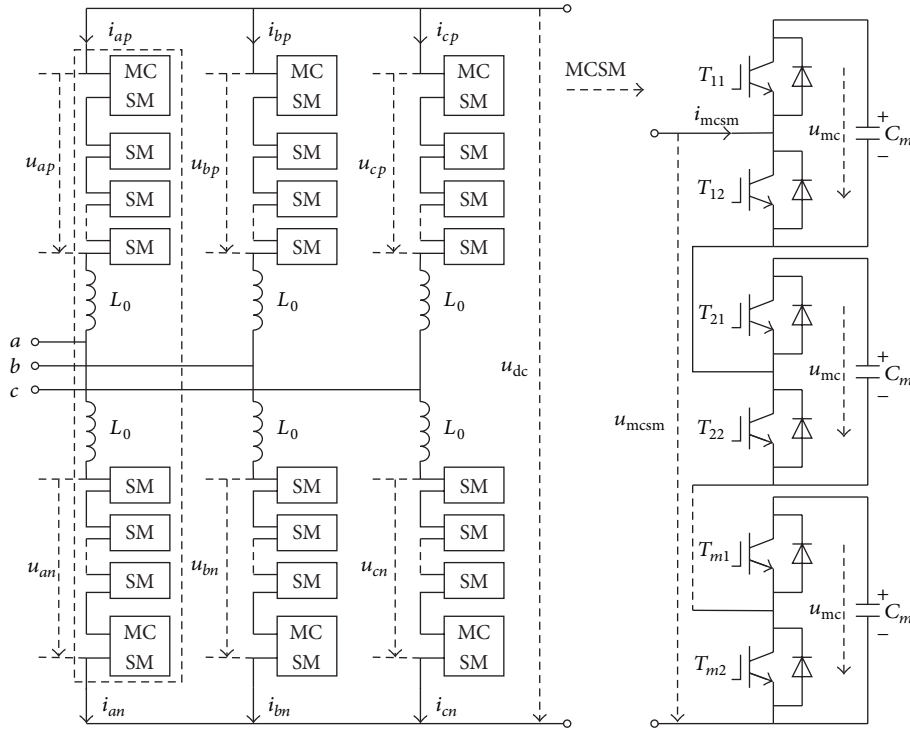 i_ap i_bp i_cp
MC SM MC SM MC SM
MCSM
u_ap u_bp u_cp
SM SM SM
SM SM SM
SM SM SM
L_0 L_0 L_0
a
b
c
u_dc
L_0 L_0 L_0
SM SM SM
SM SM SM
u_an u_bn u_cn
SM SM SM
MC SM MC SM MC SM
i_an i_bn i_cn
T_11
i_mcsm
u_mc
+
C_m
−
T_12
T_21
u_mc
+
C_m
−
u_mcsm
T_22
T_m1
u_mc
+
C_m
−
T_m2